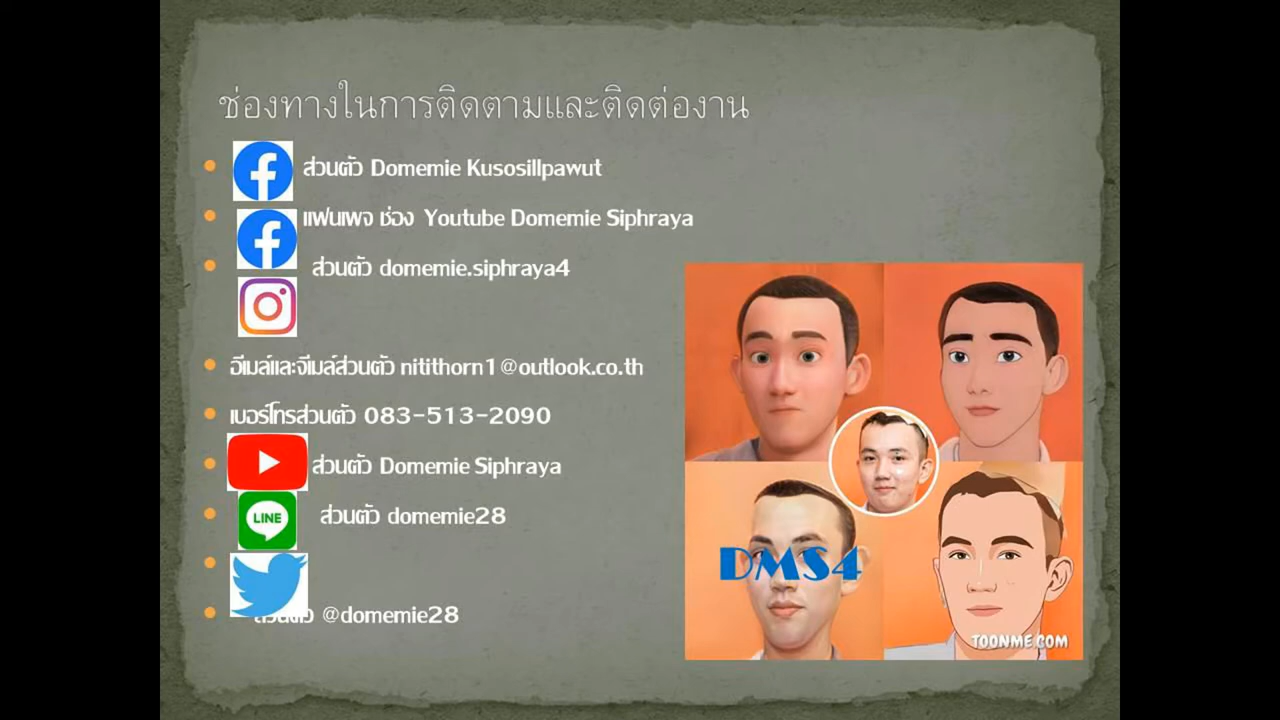 ช่องทางในการติดตามและติดต่องาน
ส่วนตัว Domemie Kusosillpawut
แฟนเพจ ช่อง Youtube Domemie Siphraya
ส่วนตัว domemie.siphraya4
อีเมล์และจีเมล์ส่วนตัว nitithorn1@outlook.co.th
เบอร์โทรส่วนตัว 083-513-2090
ส่วนตัว Domemie Siphraya
LINE
ส่วนตัว domemie28
ส่วนตัว @domemie28
DMS4
TOONME.COM